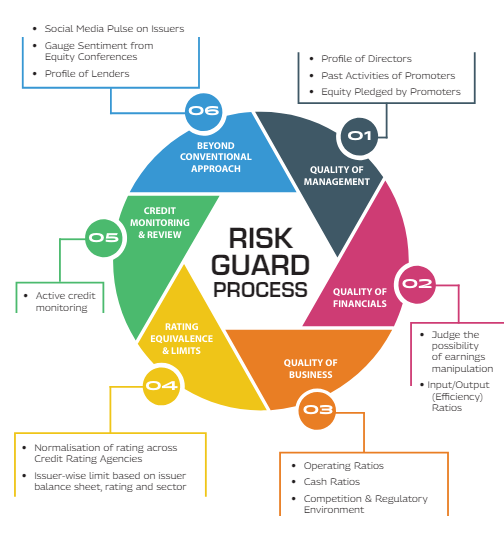 • Social Media Pulse on Issuers
• Gauge Sentiment from
Equity Conferences
• Profile of Lenders
• Profile of Directors
• Past Activities of Promoters
• Equity Pledged by Promoters
06
01
BEYOND
CONVENTIONAL
APPROACH
QUALITY OF
MANAGEMENT
CREDIT
MONITORING
& REVIEW
05
RISK
GUARD
PROCESS
02
QUALITY OF
FINANCIALS
• Active credit
monitoring
RATING
EQUIVALENCE
& LIMITS
QUALITY OF
BUSINESS
• Judge the
possibility
of earnings
manipulation
• Input/Output
(Efficiency)
Ratios
04
03
• Normalisation of rating across
Credit Rating Agencies
• Issuer-wise limit based on issuer
balance sheet, rating and sector
• Operating Ratios
• Cash Ratios
• Competition & Regulatory
Environment